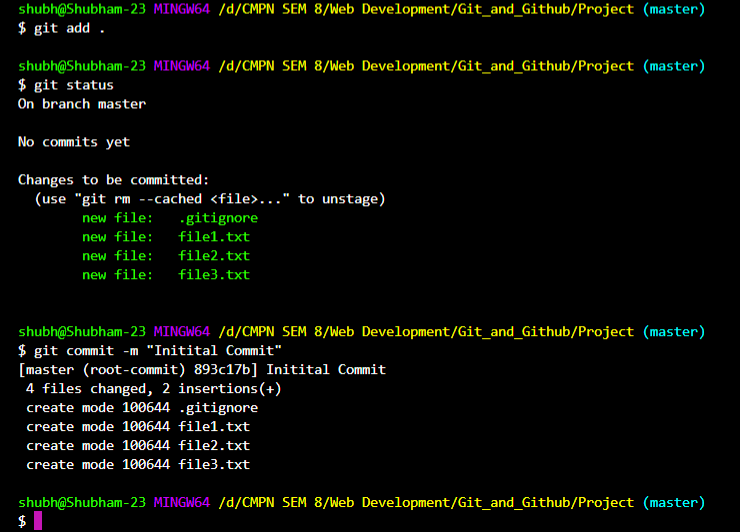 shubh@Shubham-23 MINGW64 /d/CMPN SEM 8/Web Development/Git_and_Github/Project (master)
$ git add .
shubh@Shubham-23 MINGW64 /d/CMPN SEM 8/Web Development/Git_and_Github/Project (master)
$ git status
On branch master
No commits yet
Changes to be committed:
(use "git rm --cached <file>..." to unstage)
new file: .gitignore
new file: file1.txt
new file: file2.txt
new file: file3.txt
shubh@Shubham-23 MINGW64 /d/CMPN SEM 8/Web Development/Git_and_Github/Project (master)
$ git commit -m "Initital Commit"
[master (root-commit) 893c17b] Initital Commit
4 files changed, 2 insertions(+)
create mode 100644 .gitignore
create mode 100644 file1.txt
create mode 100644 file2.txt
create mode 100644 file3.txt
shubh@Shubham-23 MINGW64 /d/CMPN SEM 8/Web Development/Git_and_Github/Project (master)
$